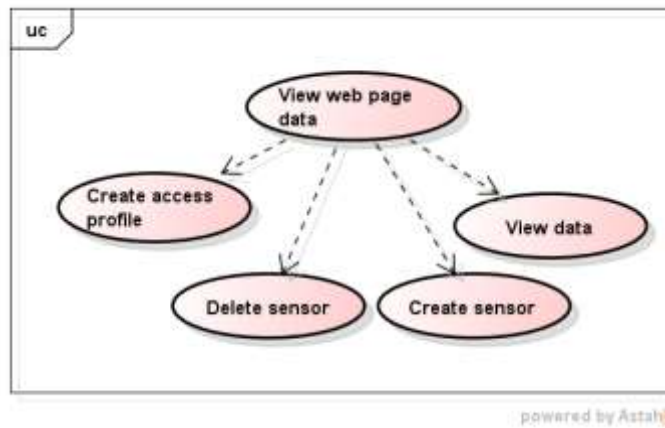 uc
View web page
data
Create access
profile
View data
Delete sensor
Create sensor
powered by Astah